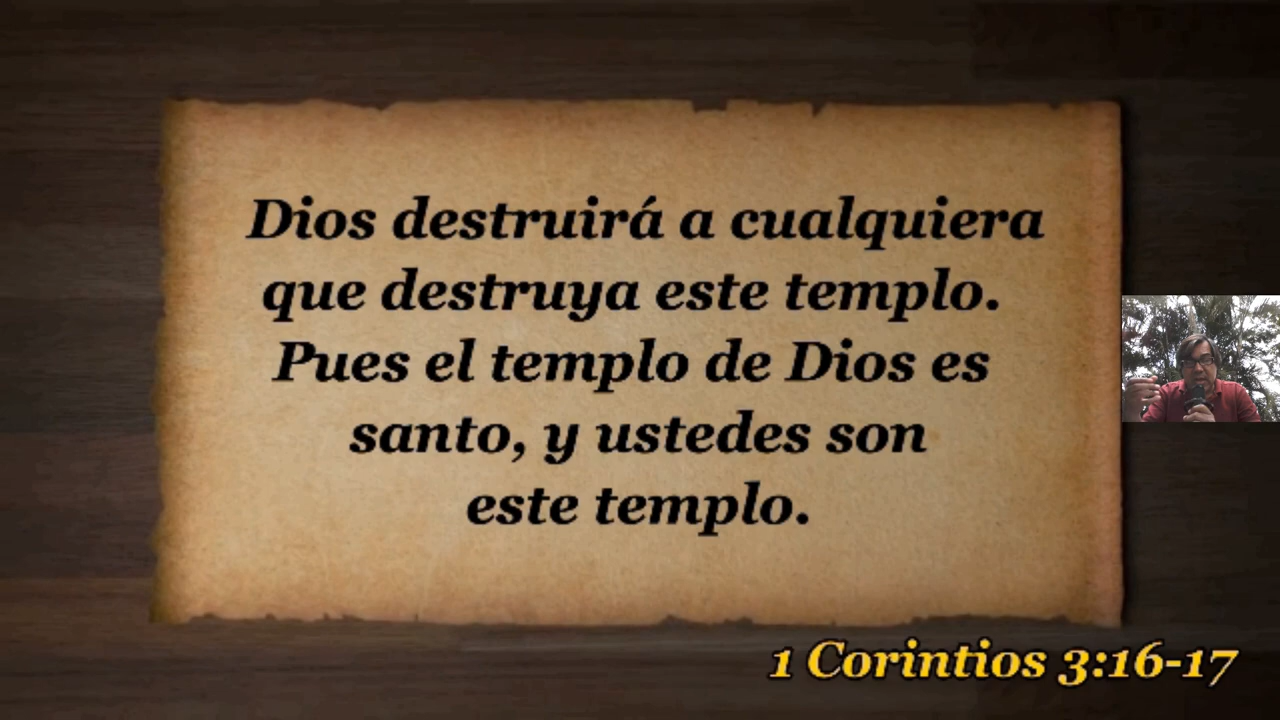 Dios destruirá a cualquiera
que destruya este templo.
Pues el templo de Dios es
santo, y ustedes son
este templo.
1 Corintios 3:16-17